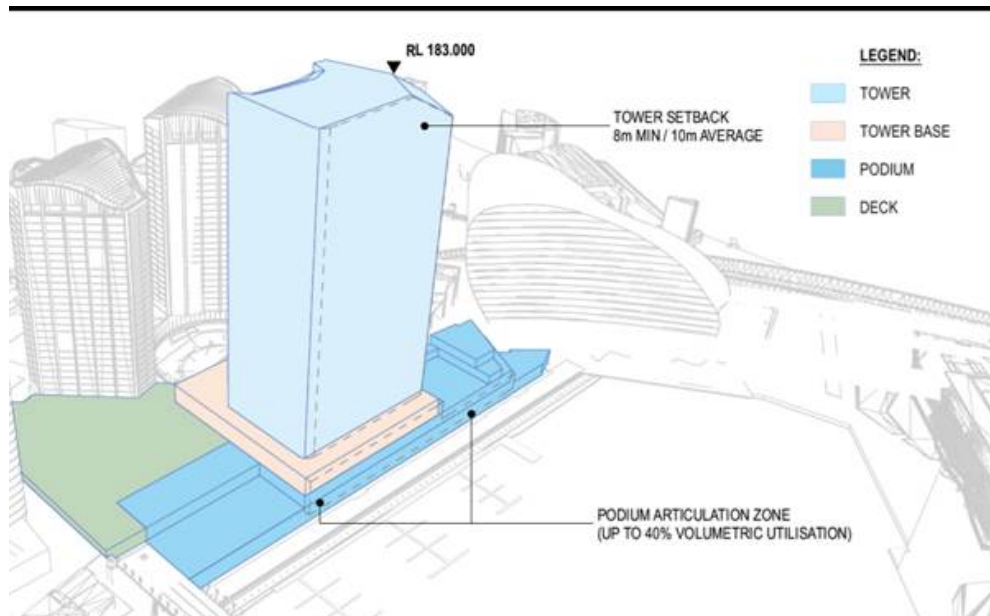 RL 183.000
LEGEND:
TOWER
TOWER BASE
PODIUM
DECK
TOWER SETBACK
8m MIN / 10m AVERAGE
PODIUM ARTICULATION ZONE
(UP TO 40% VOLUMETRIC UTILISATION)